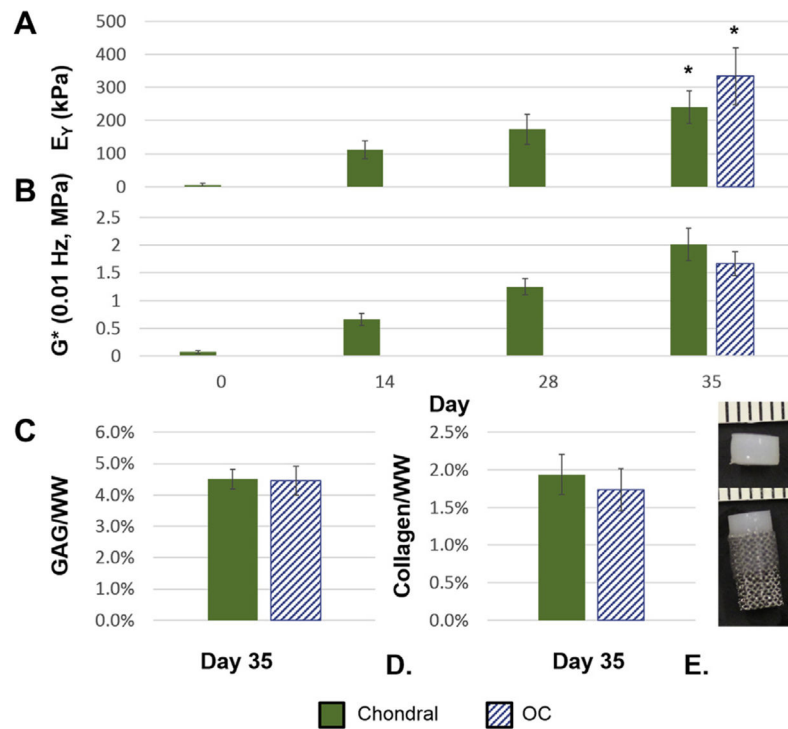 A
500
400
300
200
100
0
E_Y (kPa)
*
*
B
2.5
2
1.5
1
0.5
0
G* (0.01 Hz, MPa)
0 14 28 35
Day
C
6.0%
5.0%
4.0%
3.0%
2.0%
1.0%
0.0%
GAG/WW
Day 35
D.
2.5%
2.0%
1.5%
1.0%
0.5%
0.0%
Collagen/WW
Day 35
E.
Chondral OC